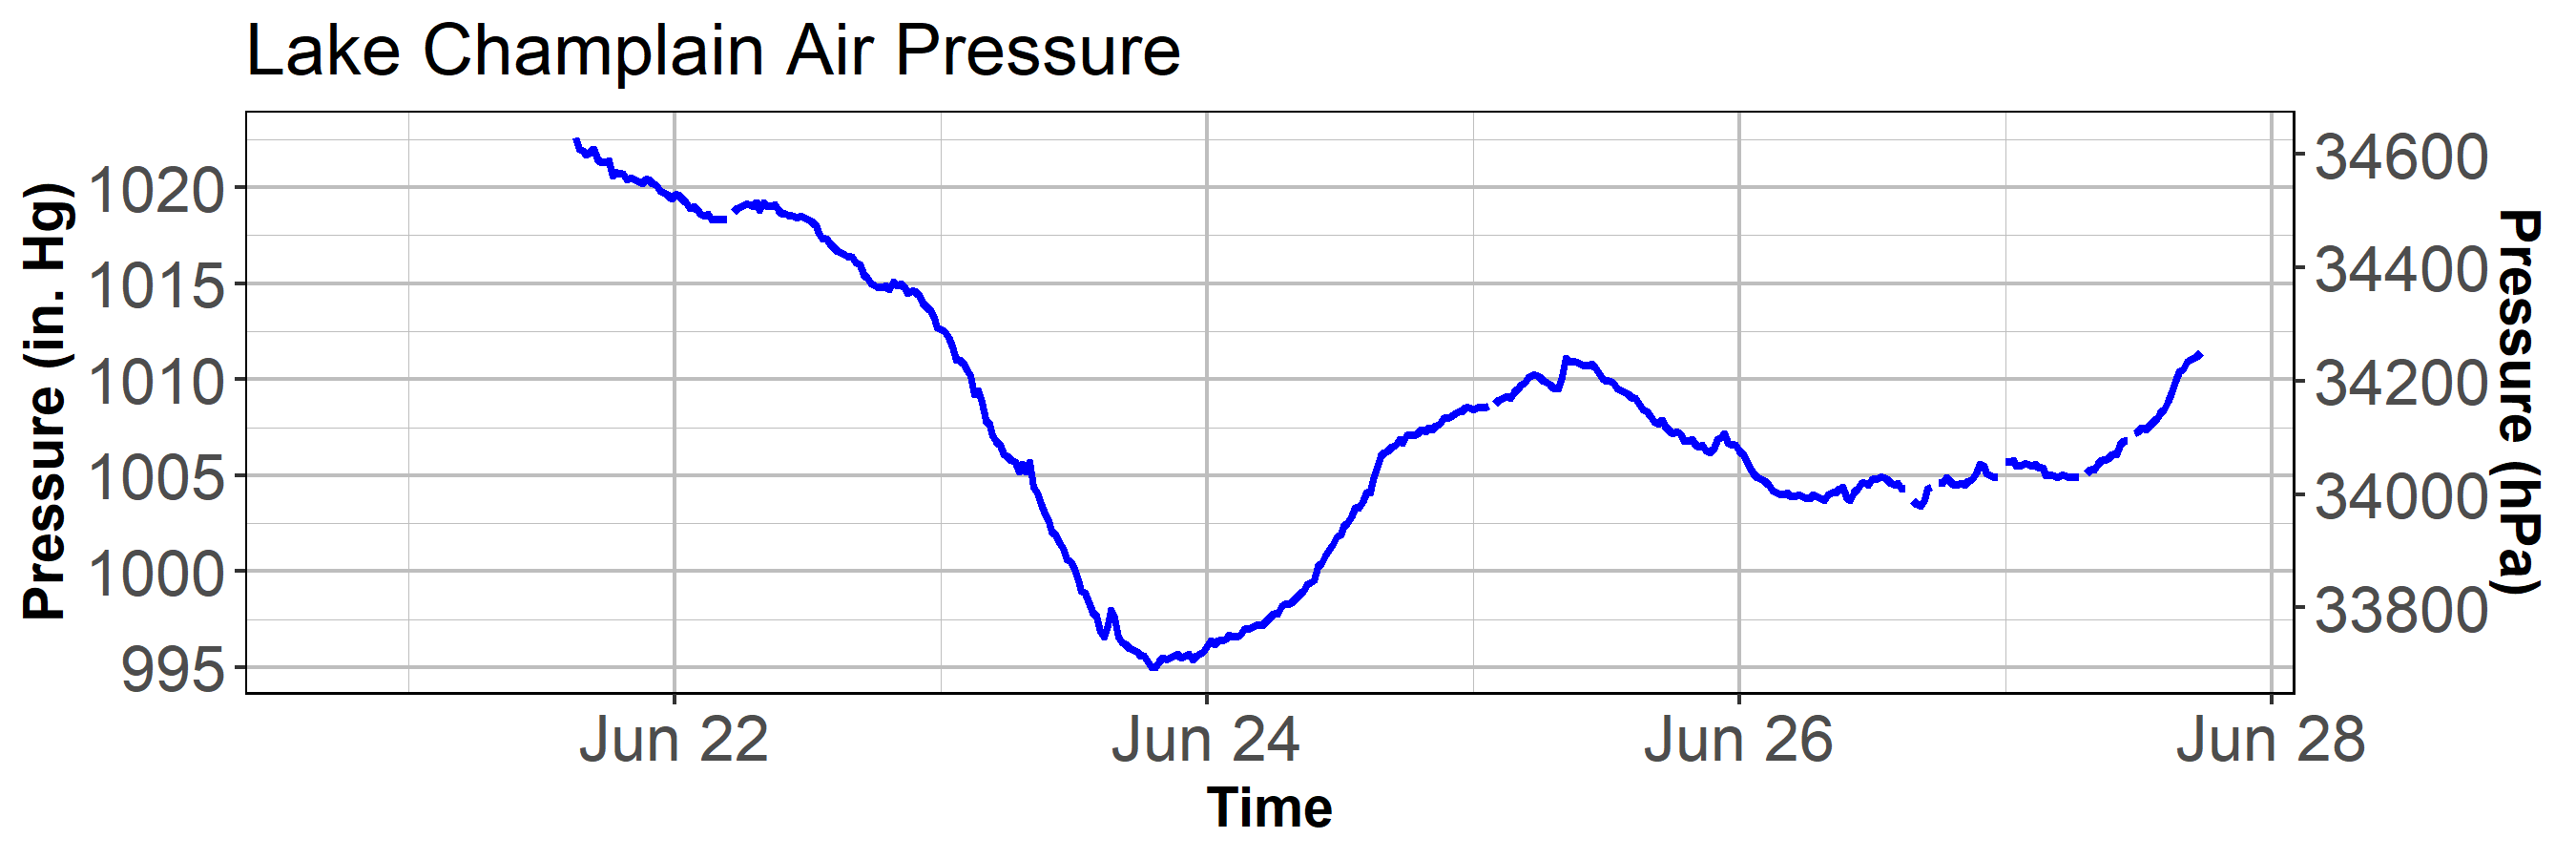 Lake Champlain Air Pressure
Pressure (in. Hg)
1020
1015
1010
1005
1000
995
34600
34400
34200
34000
33800
Pressure (hPa)
Jun 22 Jun 24 Jun 26 Jun 28
Time